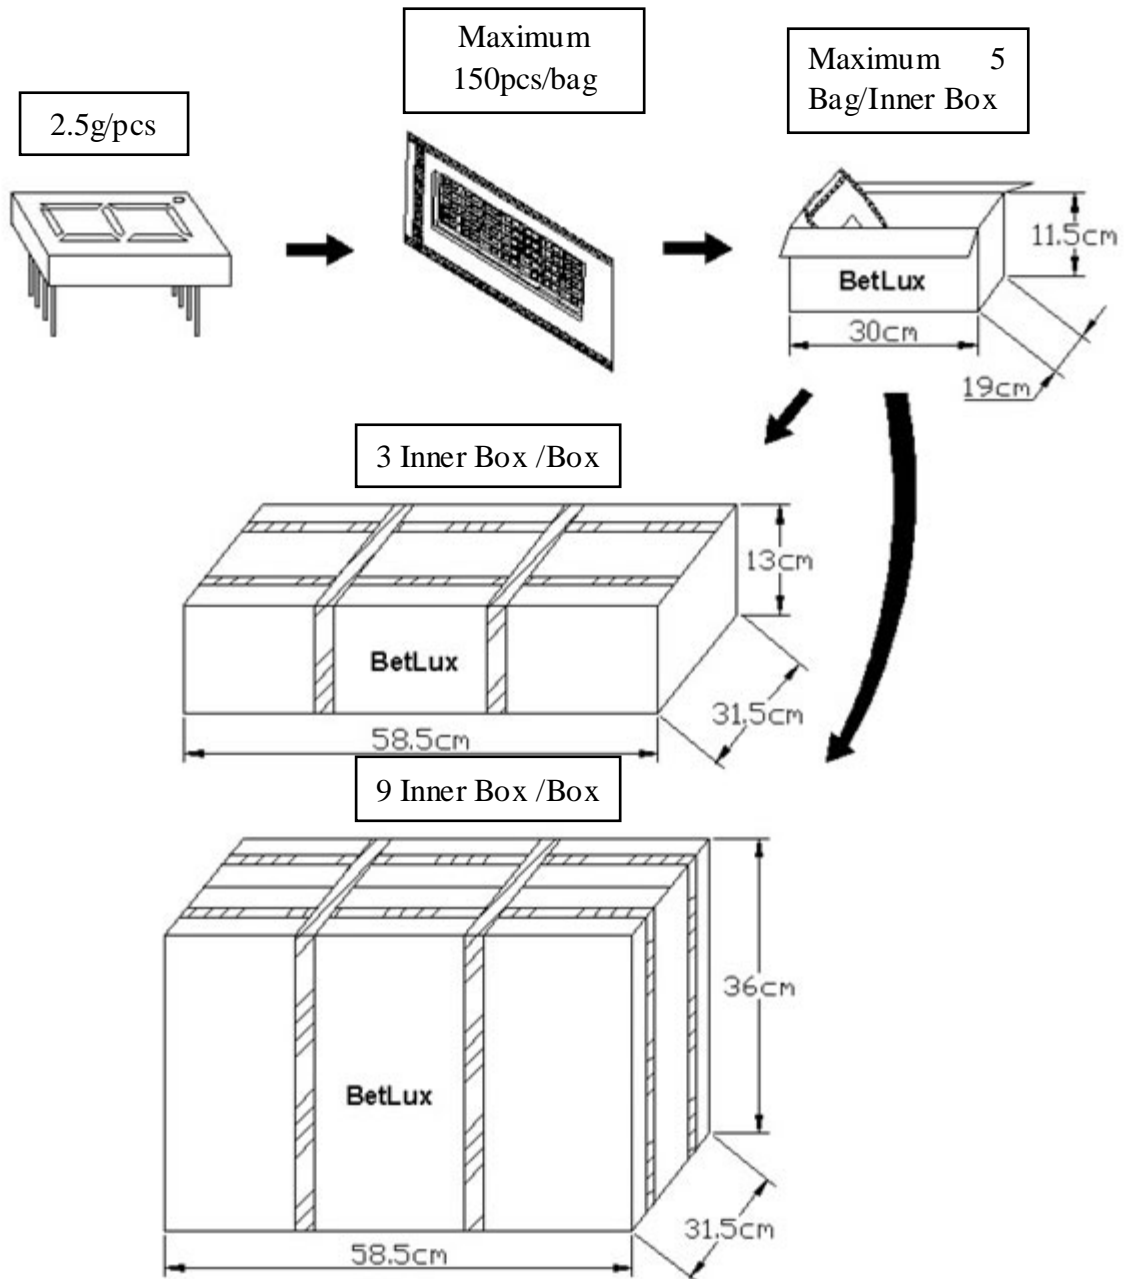 2.5g/pcs
Maximum
150pcs/bag
Maximum 5
Bag/Inner Box
BetLux
11.5cm
30cm
19cm
3 Inner Box /Box
BetLux
13cm
31.5cm
58.5cm
9 Inner Box /Box
BetLux
36cm
31.5cm
58.5cm